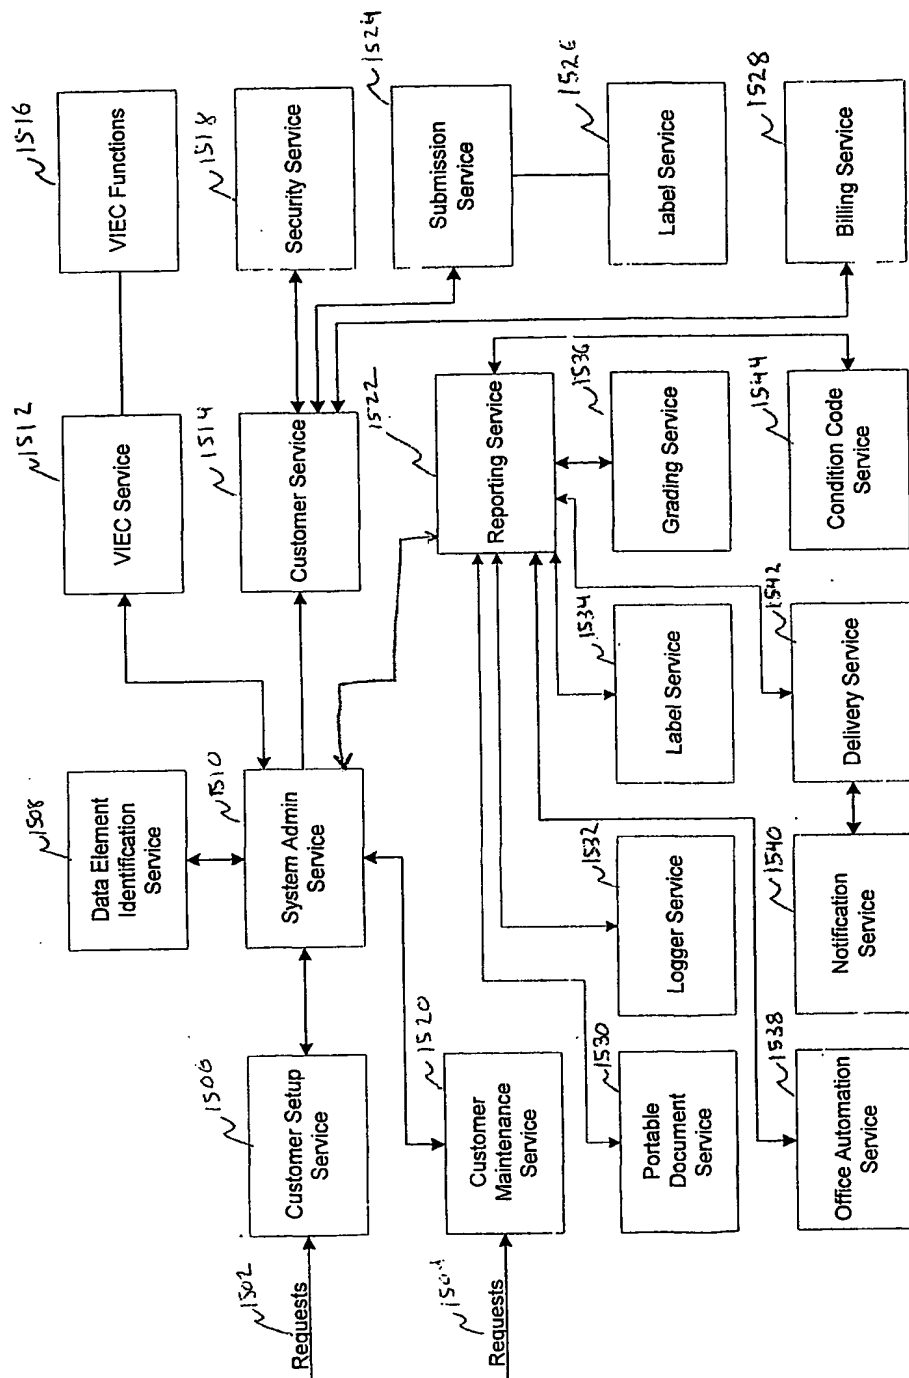 1508
Data Element
Identification
Service
1512
VIEC Service
1516
VIEC Functions
1502
Requests
1506
Customer Setup
Service
1510
System Admin
Service
1514
Customer Service
1518
Security Service
1504
Requests
1520
Customer
Maintenance
Service
1522
Reporting Service
1524
Submission
Service
1530
Portable
Document
Service
1532
Logger Service
1534
Label Service
1536
Grading Service
1526
Label Service
1538
Office Automation
Service
1540
Notification
Service
1542
Delivery Service
1544
Condition Code
Service
1528
Billing Service